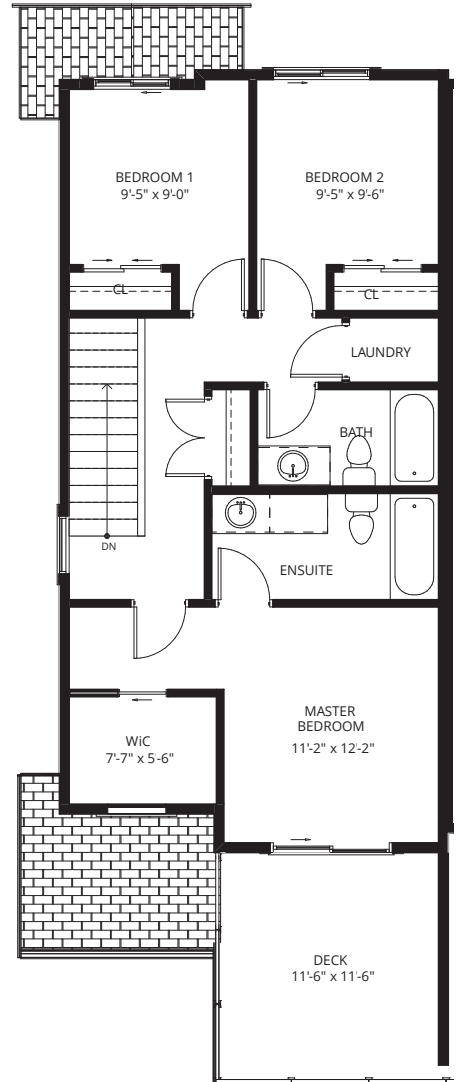 BEDROOM 1
9'-5" x 9'-0"
BEDROOM 2
9'-5" x 9'-6"
CL
CL
LAUNDRY
BATH
DN
ENSUITE
MASTER
BEDROOM
11'-2" x 12'-2"
WiC
7'-7" x 5'-6"
DECK
11'-6" x 11'-6"